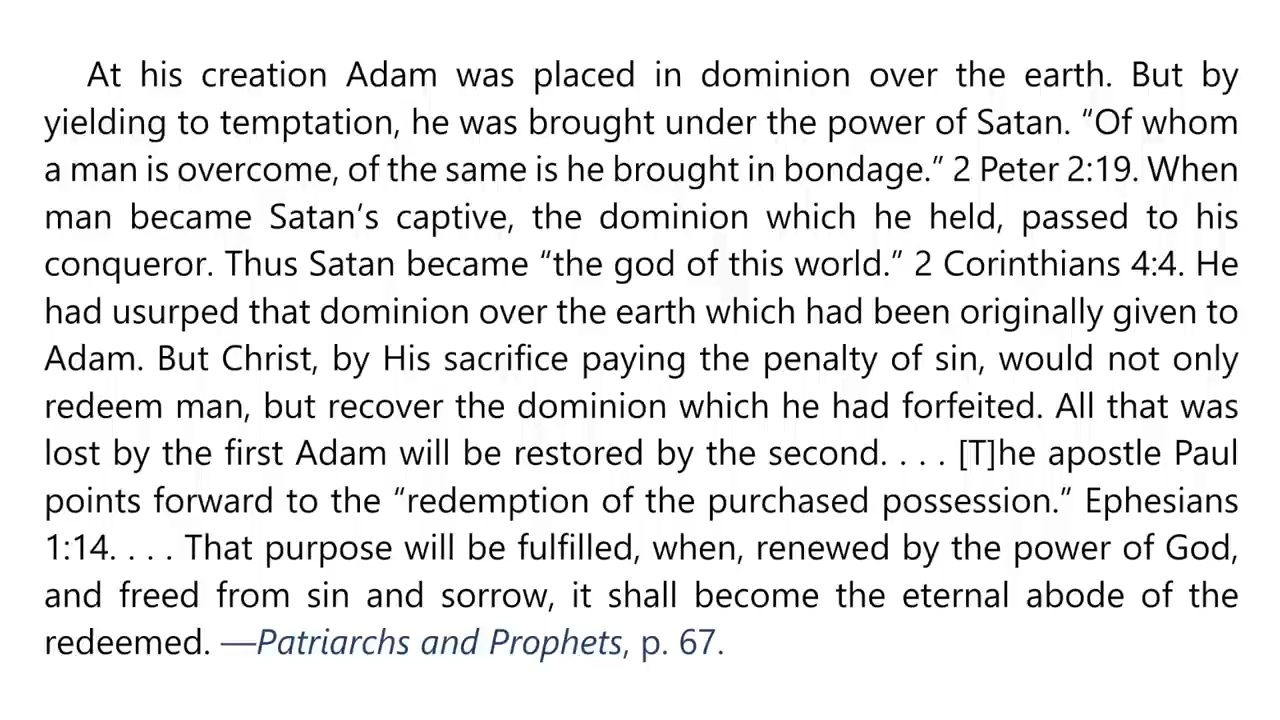 At his creation Adam was placed in dominion over the earth. But by
yielding to temptation, he was brought under the power of Satan. “Of whom
a man is overcome, of the same is he brought in bondage.” 2 Peter 2:19. When
man became Satan’s captive, the dominion which he held, passed to his
conqueror. Thus Satan became “the god of this world.” 2 Corinthians 4:4. He
had usurped that dominion over the earth which had been originally given to
Adam. But Christ, by His sacrifice paying the penalty of sin, would not only
redeem man, but recover the dominion which he had forfeited. All that was
lost by the first Adam will be restored by the second. . . . [T]he apostle Paul
points forward to the “redemption of the purchased possession.” Ephesians
1:14. . . . That purpose will be fulfilled, when, renewed by the power of God,
and freed from sin and sorrow, it shall become the eternal abode of the
redeemed. —Patriarchs and Prophets, p. 67.